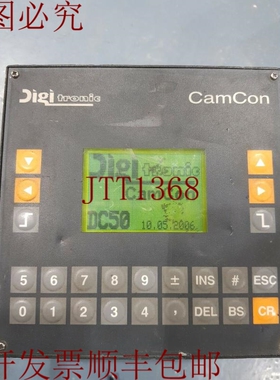 图必究
Digitronic
CamCon
Digitronic
CamCon
JTT1368
DC50 10.05.2006
5 6 7 8 9 ± INS # ESC
0 1 2 3 4 , DEL BS CR
开发票顺丰包邮